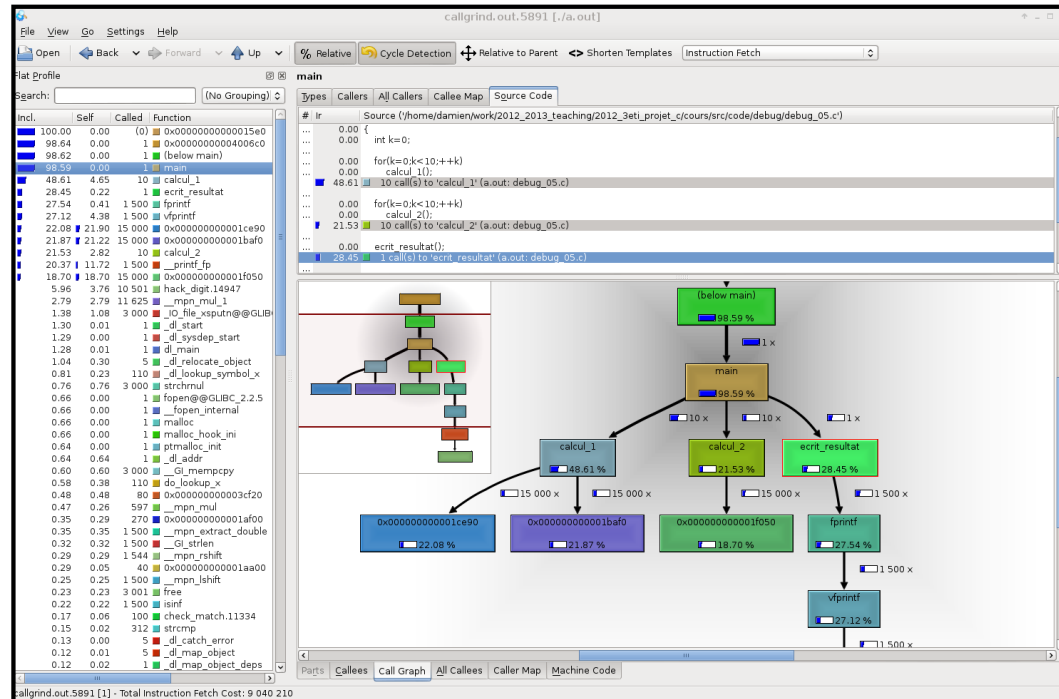 callgrind.out.5891 [./a.out]
File View Go Settings Help
Open Back Forward Up % Relative Cycle Detection Relative to Parent <> Shorten Templates Instruction Fetch
Flat Profile
Search: (No Grouping)
Incl. Self Called Function
100.00 0.00 (0) 0x00000000000015e0
98.64 0.00 1 0x00000000004006c0
98.62 0.00 1 (below main)
98.59 0.00 1 main
48.61 4.65 10 calcul_1
28.45 0.22 1 ecrit_resultat
27.54 0.41 1 500 fprintf
27.12 4.38 1 500 vfprintf
22.08 21.90 15 000 0x000000000001ce90
21.87 21.22 15 000 0x000000000001baf0
21.53 2.82 10 calcul_2
20.37 11.72 1 500 __printf_fp
18.70 18.70 15 000 0x000000000001f050
5.96 3.76 10 501 hack_digit.14947
2.79 2.79 11 625 __mpn_mul_1
1.38 1.08 3 000 _IO_file_xsputn@@GLIB
1.30 0.01 1 _dl_start
1.29 0.00 1 _dl_sysdep_start
1.28 0.01 1 dl_main
1.04 0.30 5 _dl_relocate_object
0.81 0.23 110 _dl_lookup_symbol_x
0.76 0.76 3 000 strchrnul
0.66 0.00 1 fopen@@GLIBC_2.2.5
0.66 0.00 1 __fopen_internal
0.66 0.00 1 malloc
0.66 0.00 1 malloc_hook_ini
0.64 0.00 1 ptmalloc_init
0.64 0.64 1 _dl_addr
0.60 0.60 3 000 __GI_mempcpy
0.58 0.38 110 do_lookup_x
0.48 0.48 80 0x000000000003cf20
0.47 0.26 597 __mpn_mul
0.35 0.29 270 0x000000000001af00
0.35 0.35 1 500 __mpn_extract_double
0.32 0.32 1 500 __GI_strlen
0.29 0.29 1 544 __mpn_rshift
0.29 0.05 40 0x000000000001aa00
0.25 0.25 1 500 __mpn_lshift
0.23 0.23 3 001 free
0.22 0.22 1 500 isinf
0.17 0.06 100 check_match.11334
0.15 0.02 312 strcmp
0.13 0.00 5 _dl_catch_error
0.12 0.01 5 _dl_map_object
0.12 0.02 1 _dl_map_object_deps
main
Types Callers All Callers Callee Map Source Code
# Ir Source ('/home/damien/work/2012_2013_teaching/2012_3eti_projet_c/cours/src/code/debug/debug_05.c')
... 0.00 {
... 0.00 int k=0;
...
... 0.00 for(k=0;k<10;++k)
... 0.00 calcul_1();
48.61 10 call(s) to 'calcul_1' (a.out: debug_05.c)
...
... 0.00 for(k=0;k<10;++k)
... 0.00 calcul_2();
21.53 10 call(s) to 'calcul_2' (a.out: debug_05.c)
...
... 0.00 ecrit_resultat();
28.45 1 call(s) to 'ecrit_resultat' (a.out: debug_05.c)
...
(below main)
98.59 %
1 x
main
98.59 %
10 x 10 x 1 x
calcul_1 calcul_2 ecrit_resultat
48.61 % 21.53 % 28.45 %
15 000 x 15 000 x 15 000 x 1 500 x
0x000000000001ce90 0x000000000001baf0 0x000000000001f050 fprintf
22.08 % 21.87 % 18.70 % 27.54 %
1 500 x
vfprintf
27.12 %
1 500 x
Parts Callees Call Graph All Callees Caller Map Machine Code
callgrind.out.5891 [1] - Total Instruction Fetch Cost: 9 040 210